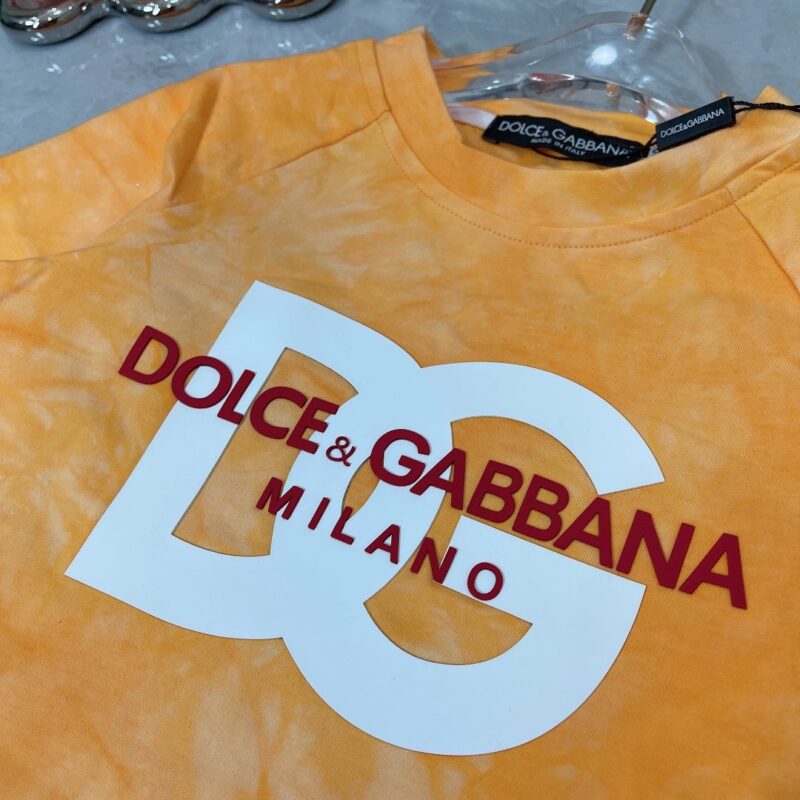 DOLCE & GABBANA
MADE IN ITALY
DOLCE&GABBANA
DG
DOLCE & GABBANA
MILANO